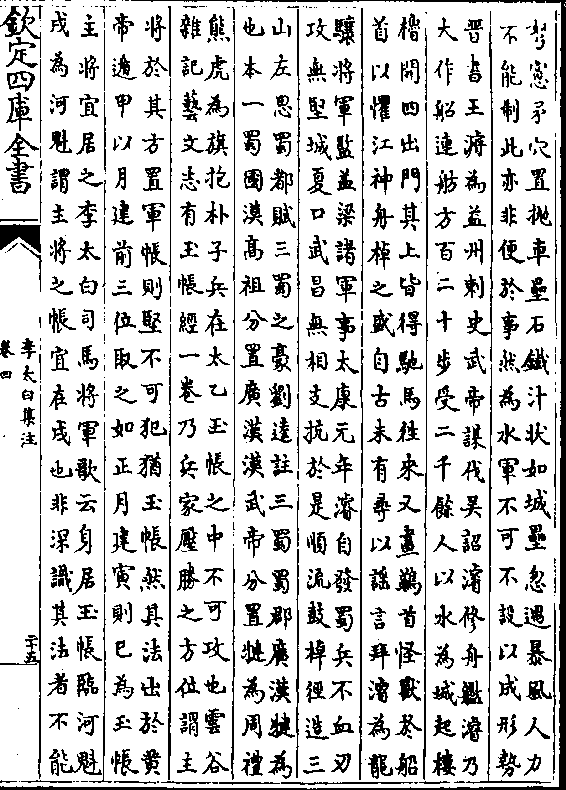 弩窻矛穴置抛車壘石鐵汁狀如城壘忽遇暴風人力
不能制此亦非便於事然為水軍不可不設以成形勢
晉書王濬為益州刺史武帝謀伐吳詔濬修舟艦濬乃
大作船連舫方百二十步受二千餘人以木為城起樓
櫓開四出門其上皆得馳馬徃來又畫鷁首怪獸於船
首以懼江神舟棹之盛自古未有尋以謡言拜濬為龍
驤將軍監益梁諸軍事太康元年濬自發蜀兵不血刃
攻無堅城夏口武昌無相支抗於是順流鼓棹徑造三
山左思蜀都賦三蜀之豪劉逵註三蜀蜀郡廣漢犍為
也本一蜀國漢高祖分置廣漢漢武帝分置犍為周禮
熊虎為旗抱朴子兵在太乙玉帳之中不可攻也雲谷
雜記藝文志有玉帳經一巻乃兵家壓勝之方位謂主
將於其方置軍帳則堅不可犯猶玉帳然其法出於黄
帝遁甲以月建前三位取之如正月建寅則巳為玉帳
主將宜居之李太白司馬將軍歌云身居玉帳臨河魁
戌為河魁謂主將之帳宜在戌也非深識其法者不能
欽定四庫全書
李太白集注
卷四
二十五